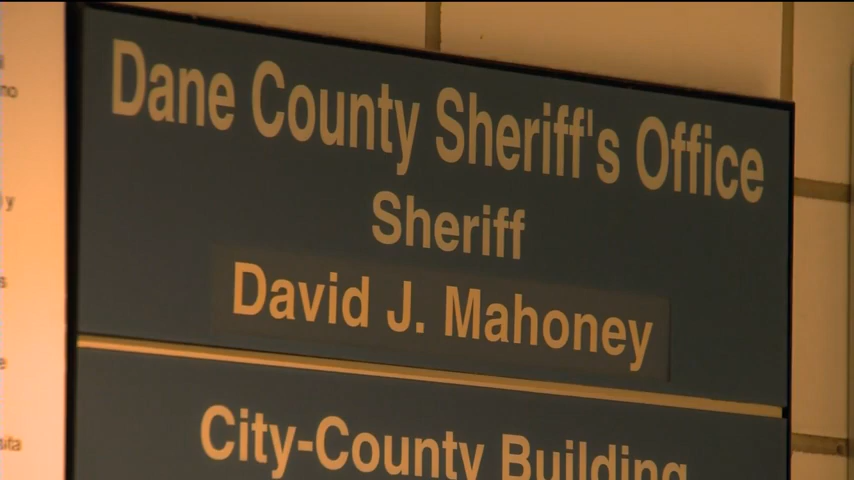 Dane County Sheriff's Office
Sheriff
David J. Mahoney
City-County Building